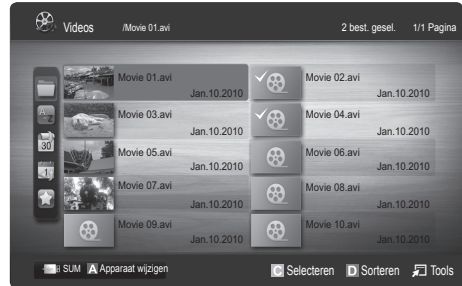 Videos /Movie 01.avi 2 best. gesel. 1/1 Pagina
Movie 01.avi Movie 02.avi
Jan.10.2010 Jan.10.2010
Movie 03.avi Movie 04.avi
Jan.10.2010 Jan.10.2010
Movie 05.avi Movie 06.avi
Jan.10.2010 Jan.10.2010
Movie 07.avi Movie 08.avi
Jan.10.2010 Jan.10.2010
Movie 09.avi Movie 10.avi
Jan.10.2010 Jan.10.2010
SUM A Apparaat wijzigen C Selecteren D Sorteren Tools